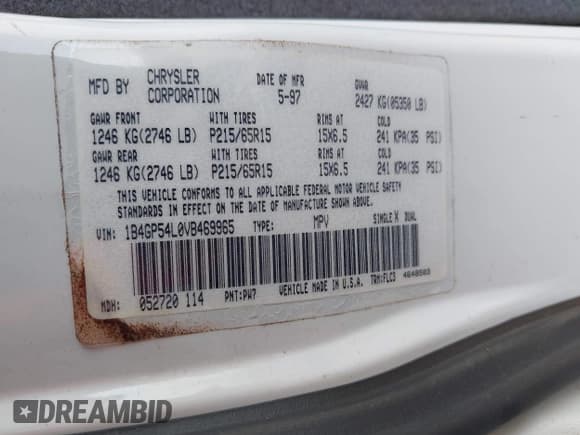 MFD BY CHRYSLER CORPORATION DATE OF MFR 5-97 GVWR 2427 KG(05350 LB)
GAWR FRONT WITH TIRES RIMS AT COLD
1246 KG(2746 LB) P215/65R15 15X6.5 241 KPA(35 PSI)
GAWR REAR WITH TIRES RIMS AT COLD
1246 KG(2746 LB) P215/65R15 15X6.5 241 KPA(35 PSI)
THIS VEHICLE CONFORMS TO ALL APPLICABLE FEDERAL MOTOR VEHICLE SAFETY
STANDARDS IN EFFECT ON THE DATE OF MANUFACTURE SHOWN ABOVE.
VIN: 1B4GP54L0VB469965 TYPE: MPV SINGLE X DUAL
MDH: 052720 114 PNT:PW7 VEHICLE MADE IN U.S.A. TRM:FLC3 4648503
DREAMBID